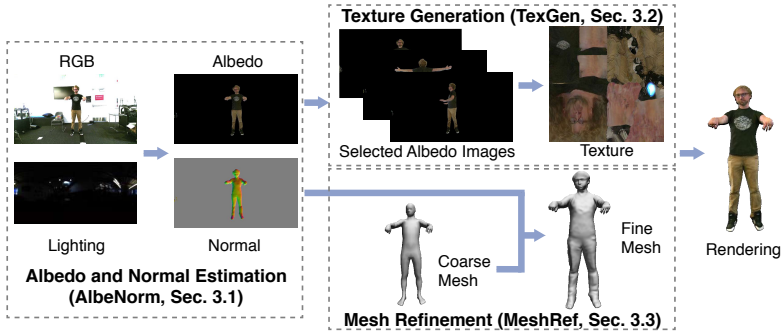 Texture Generation (TexGen, Sec. 3.2)
RGB
Albedo
Selected Albedo Images
Texture
Lighting
Normal
Albedo and Normal Estimation
(AlbeNorm, Sec. 3.1)
Coarse
Mesh
Fine
Mesh
Mesh Refinement (MeshRef, Sec. 3.3)
Rendering